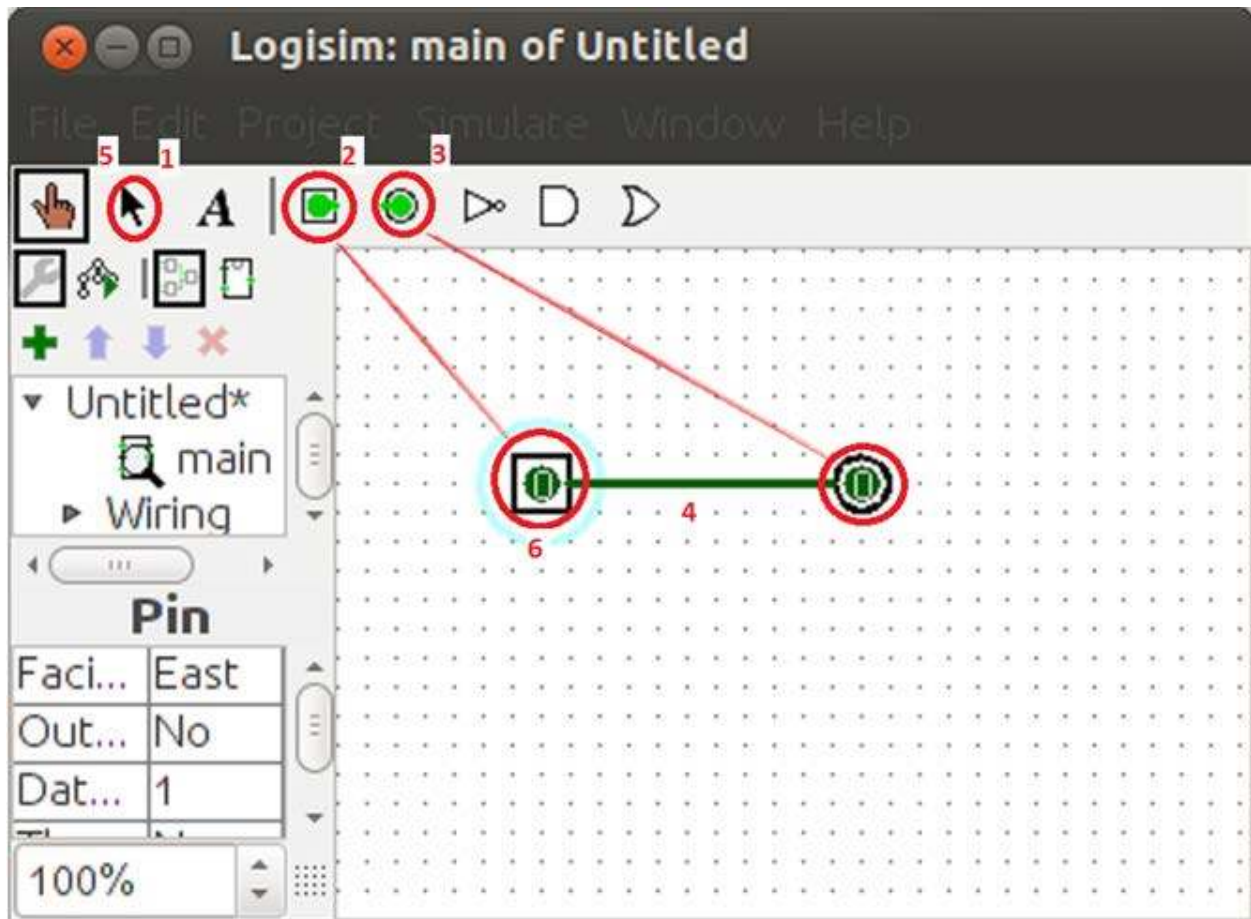 Logisim: main of Untitled
File Edit Project Simulate Window Help
5 1 2 3
A
Untitled*
main
Wiring
4
6
Pin
Faci... East
Out... No
Dat... 1
100%